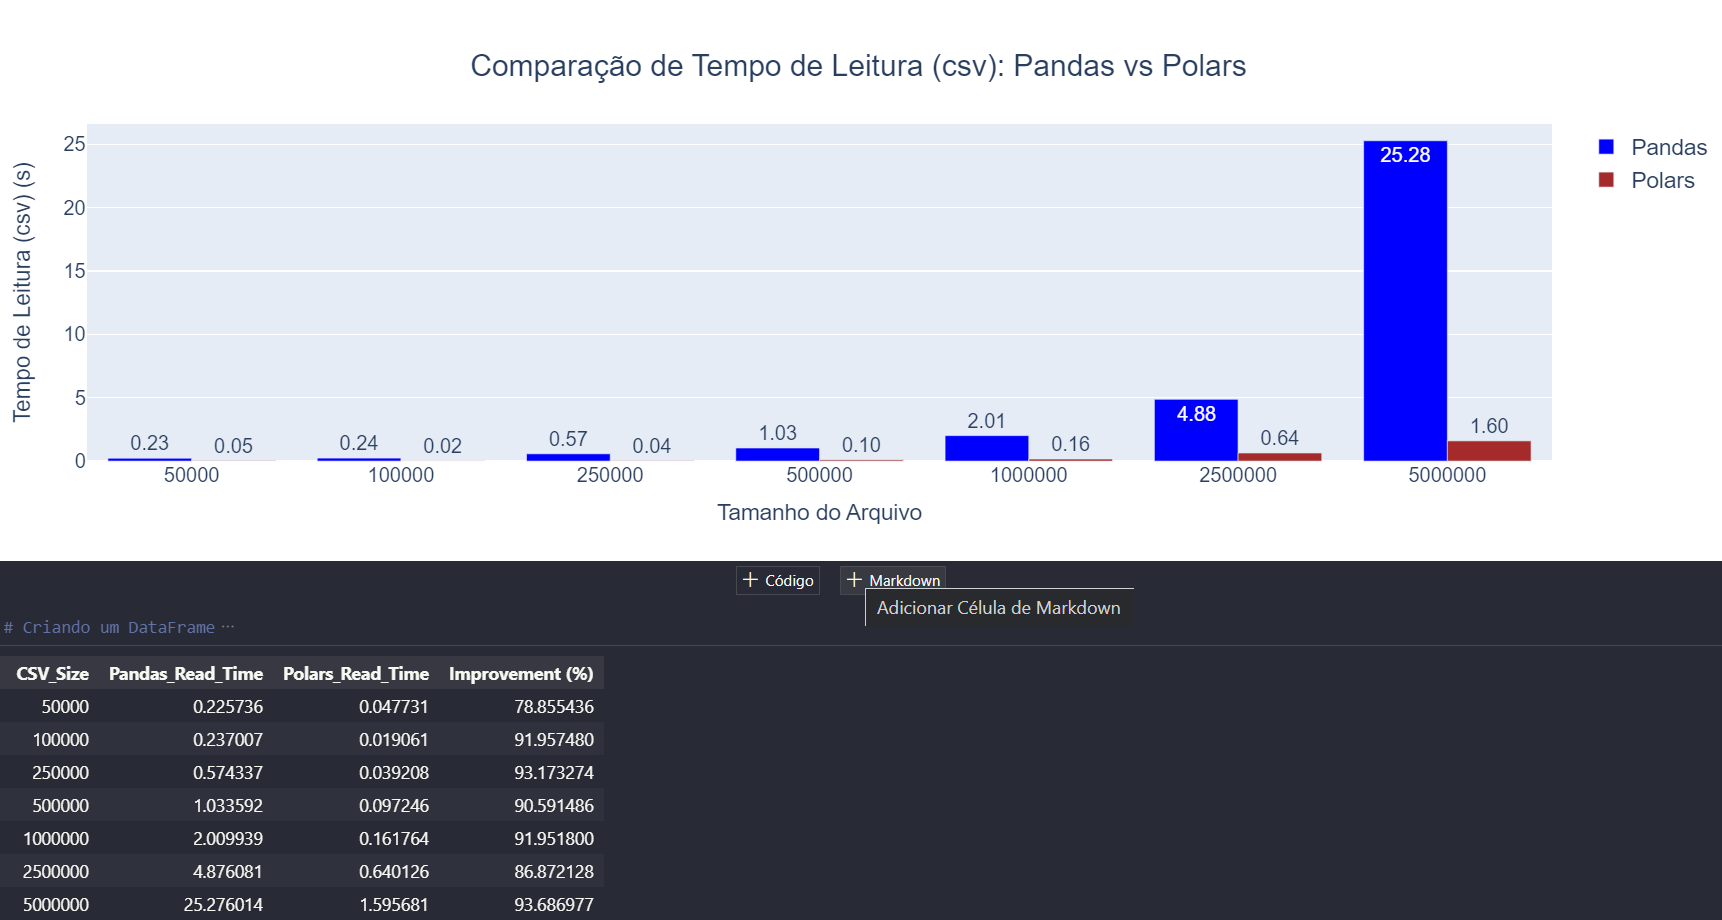 Comparação de Tempo de Leitura (csv): Pandas vs Polars
Tempo de Leitura (csv) (s)
25
20
15
10
5
0
0.23 0.05 0.24 0.02 0.57 0.04 1.03 0.10 2.01 0.16 4.88 0.64 25.28 1.60
50000 100000 250000 500000 1000000 2500000 5000000
Tamanho do Arquivo
Pandas
Polars
+ Código + Markdown
Adicionar Célula de Markdown
# Criando um DataFrame ···
CSV_Size Pandas_Read_Time Polars_Read_Time Improvement (%)
50000 0.225736 0.047731 78.855436
100000 0.237007 0.019061 91.957480
250000 0.574337 0.039208 93.173274
500000 1.033592 0.097246 90.591486
1000000 2.009939 0.161764 91.951800
2500000 4.876081 0.640126 86.872128
5000000 25.276014 1.595681 93.686977